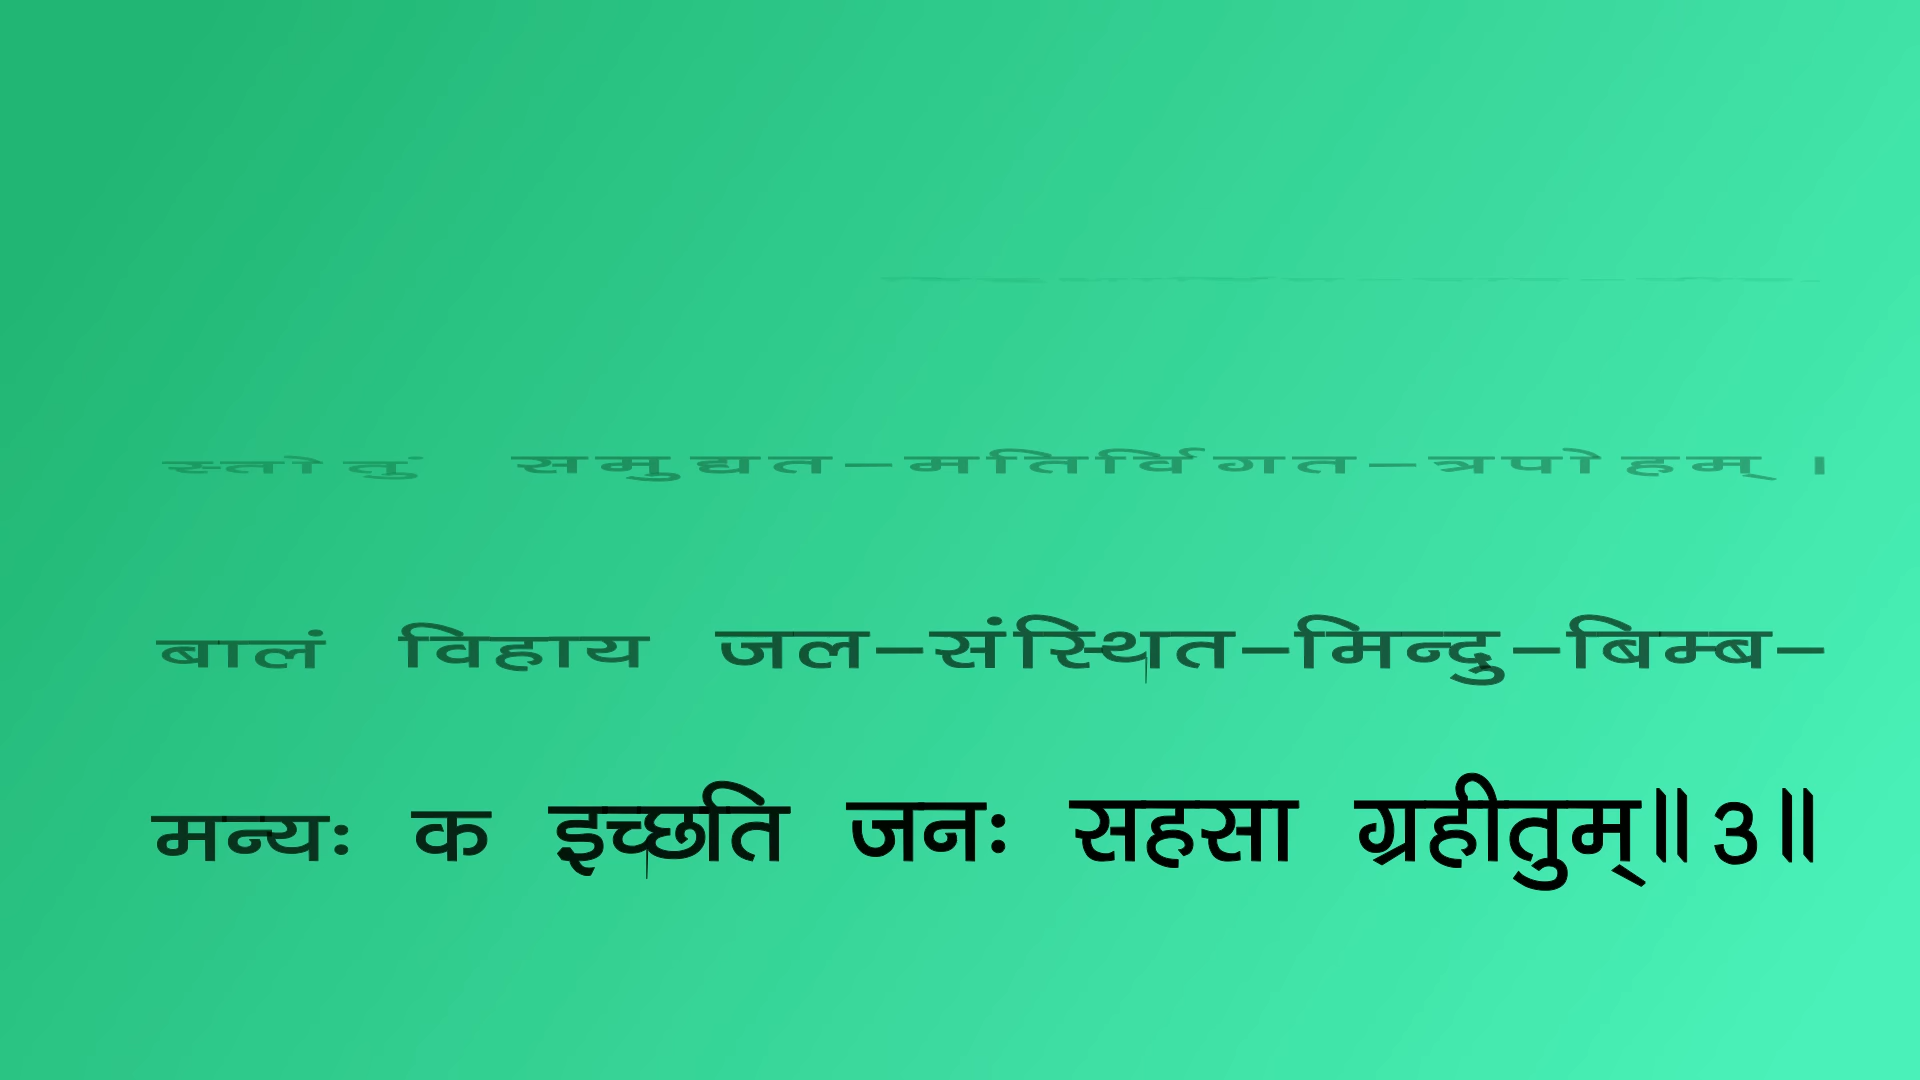 स्तोतुं समुद्यत–मतिर्विगत–त्रपोहम् ।
बालं विहाय जल–संस्थित–मिन्दु–बिम्ब–
मन्यः क इच्छति जनः सहसा ग्रहीतुम्॥3॥